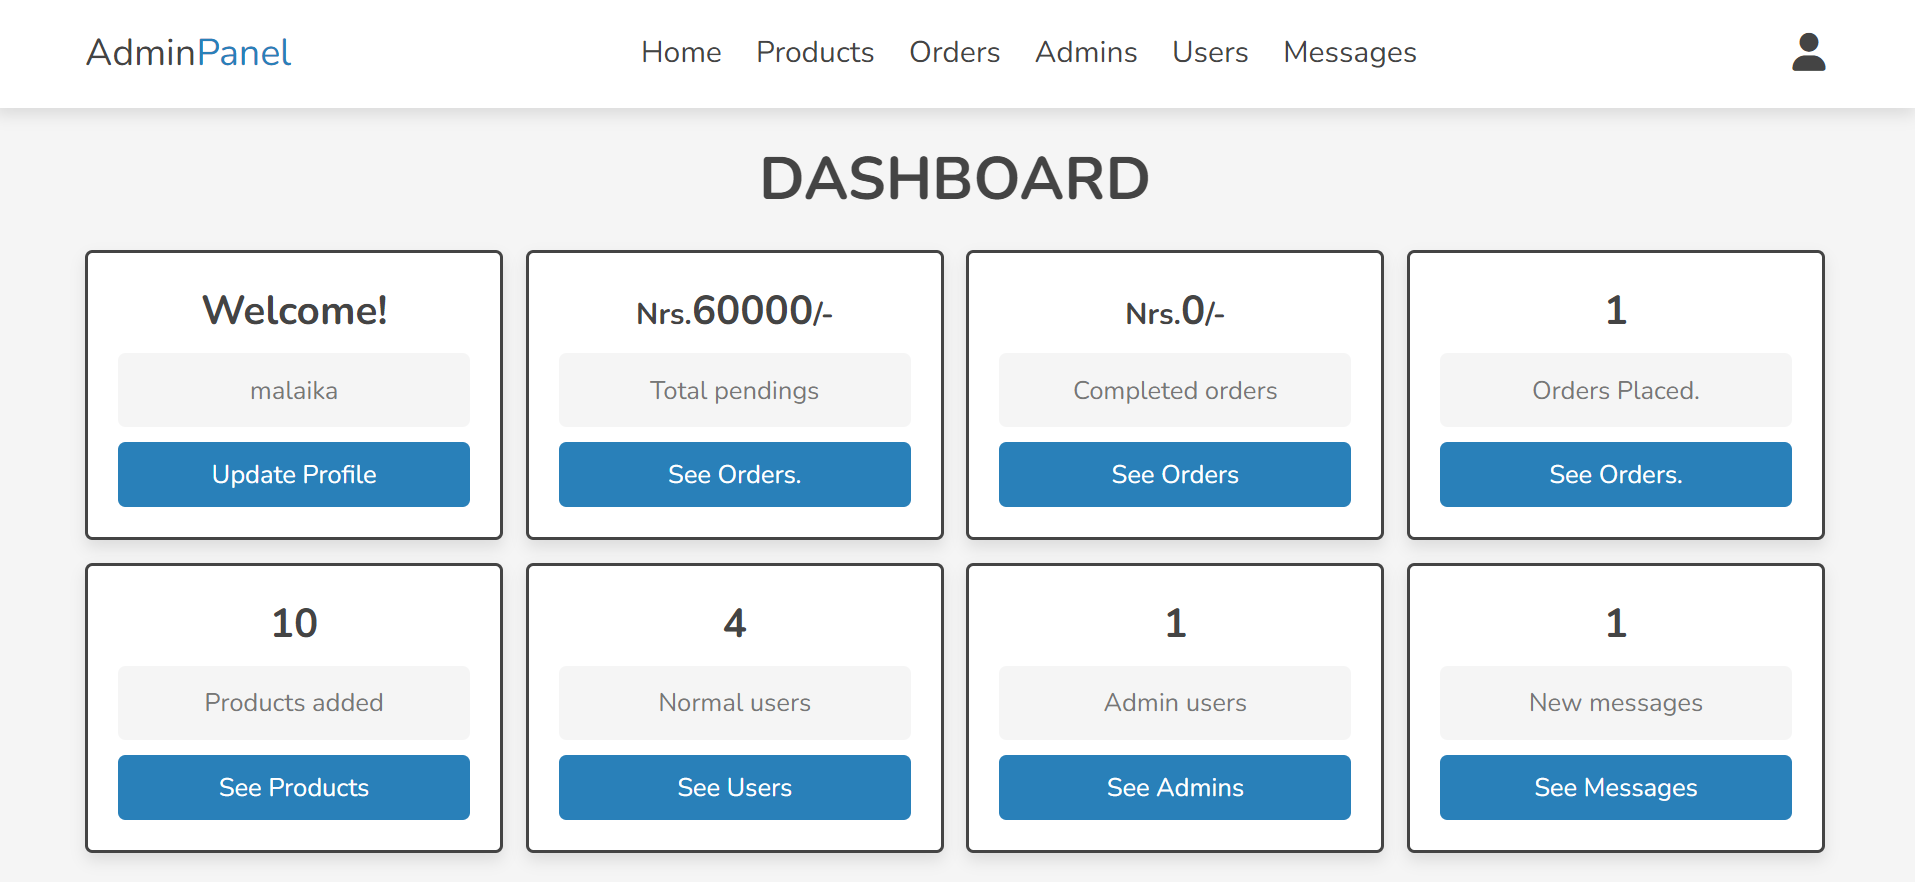 AdminPanel
Home Products Orders Admins Users Messages
DASHBOARD
Welcome!
malaika
Update Profile
Nrs.60000/-
Total pendings
See Orders.
Nrs.0/-
Completed orders
See Orders
1
Orders Placed.
See Orders.
10
Products added
See Products
4
Normal users
See Users
1
Admin users
See Admins
1
New messages
See Messages